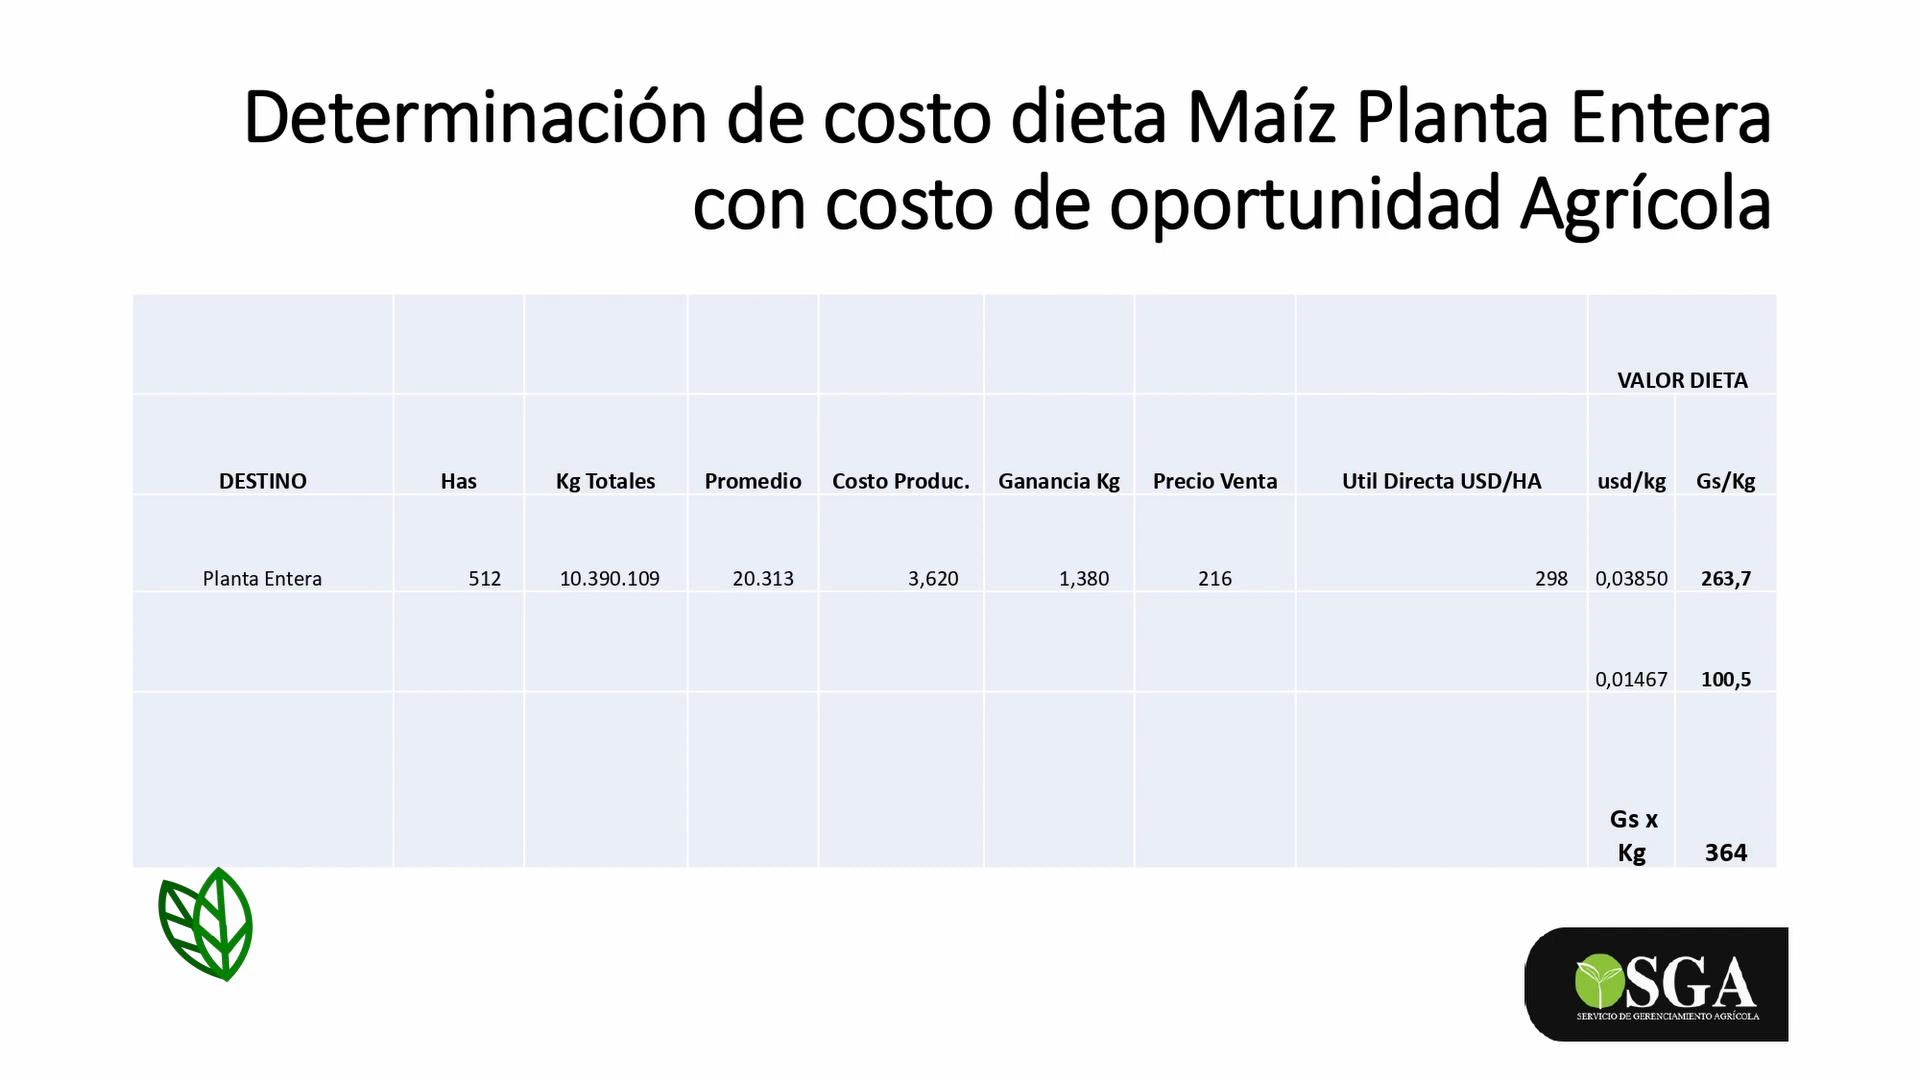 Determinación de costo dieta Maíz Planta Entera
con costo de oportunidad Agrícola
VALOR DIETA
DESTINO Has Kg Totales Promedio Costo Produc. Ganancia Kg Precio Venta Util Directa USD/HA usd/kg Gs/Kg
Planta Entera 512 10.390.109 20.313 3,620 1,380 216 298 0,03850 263,7
0,01467 100,5
Gs x
Kg 364
SGA
SERVICIO DE GERENCIAMIENTO AGRÍCOLA